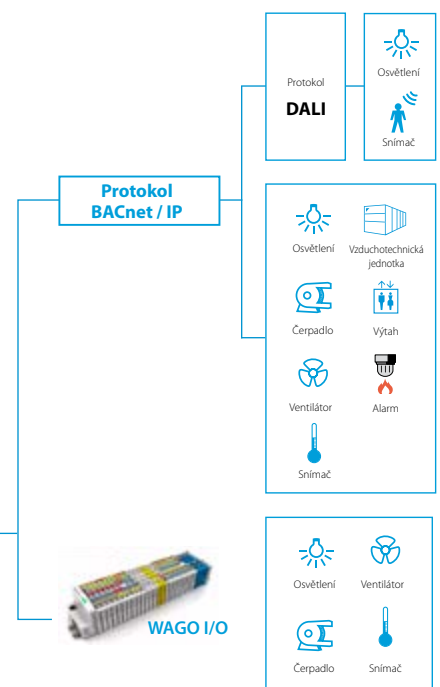 Protokol
DALI
Osvětlení
Snímač
Protokol
BACnet / IP
Osvětlení
Vzduchotechnická
jednotka
Čerpadlo
Výtah
Ventilátor
Alarm
Snímač
WAGO I/O
Osvětlení
Ventilátor
Čerpadlo
Snímač